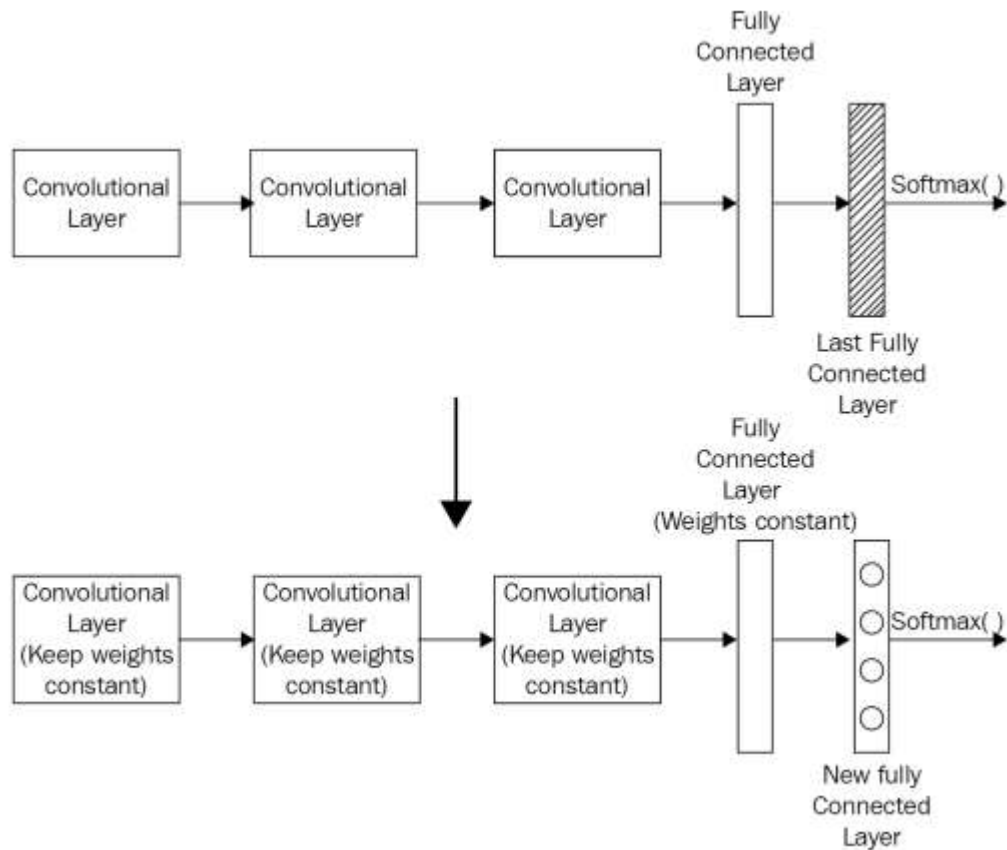 Fully
Connected
Layer
Convolutional
Layer
Convolutional
Layer
Convolutional
Layer
Softmax( )
Last Fully
Connected
Layer
Fully
Connected
Layer
(Weights constant)
Convolutional
Layer
(Keep weights
constant)
Convolutional
Layer
(Keep weights
constant)
Convolutional
Layer
(Keep weights
constant)
Softmax( )
New fully
Connected
Layer